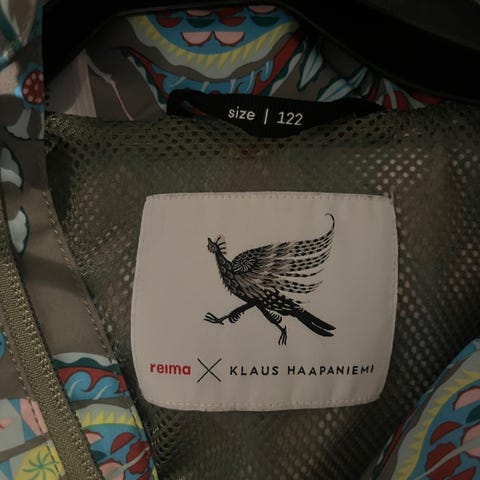 size | 122
reima X KLAUS HAAPANIEMI